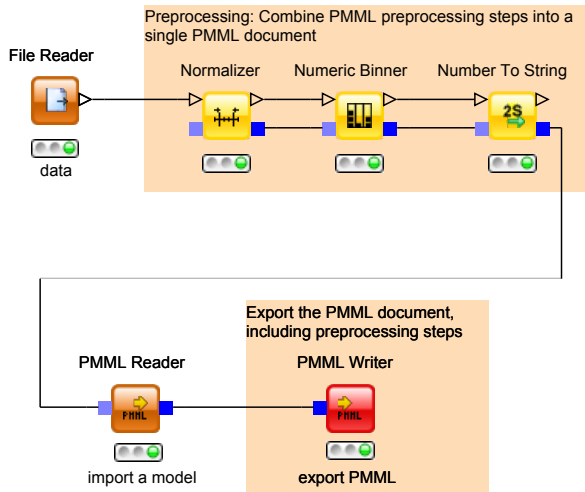 Preprocessing: Combine PMML preprocessing steps into a
single PMML document
File Reader
Normalizer
Numeric Binner
Number To String
2S
data
Export the PMML document,
including preprocessing steps
PMML Reader
PMML Writer
PMML
PMML
import a model
export PMML